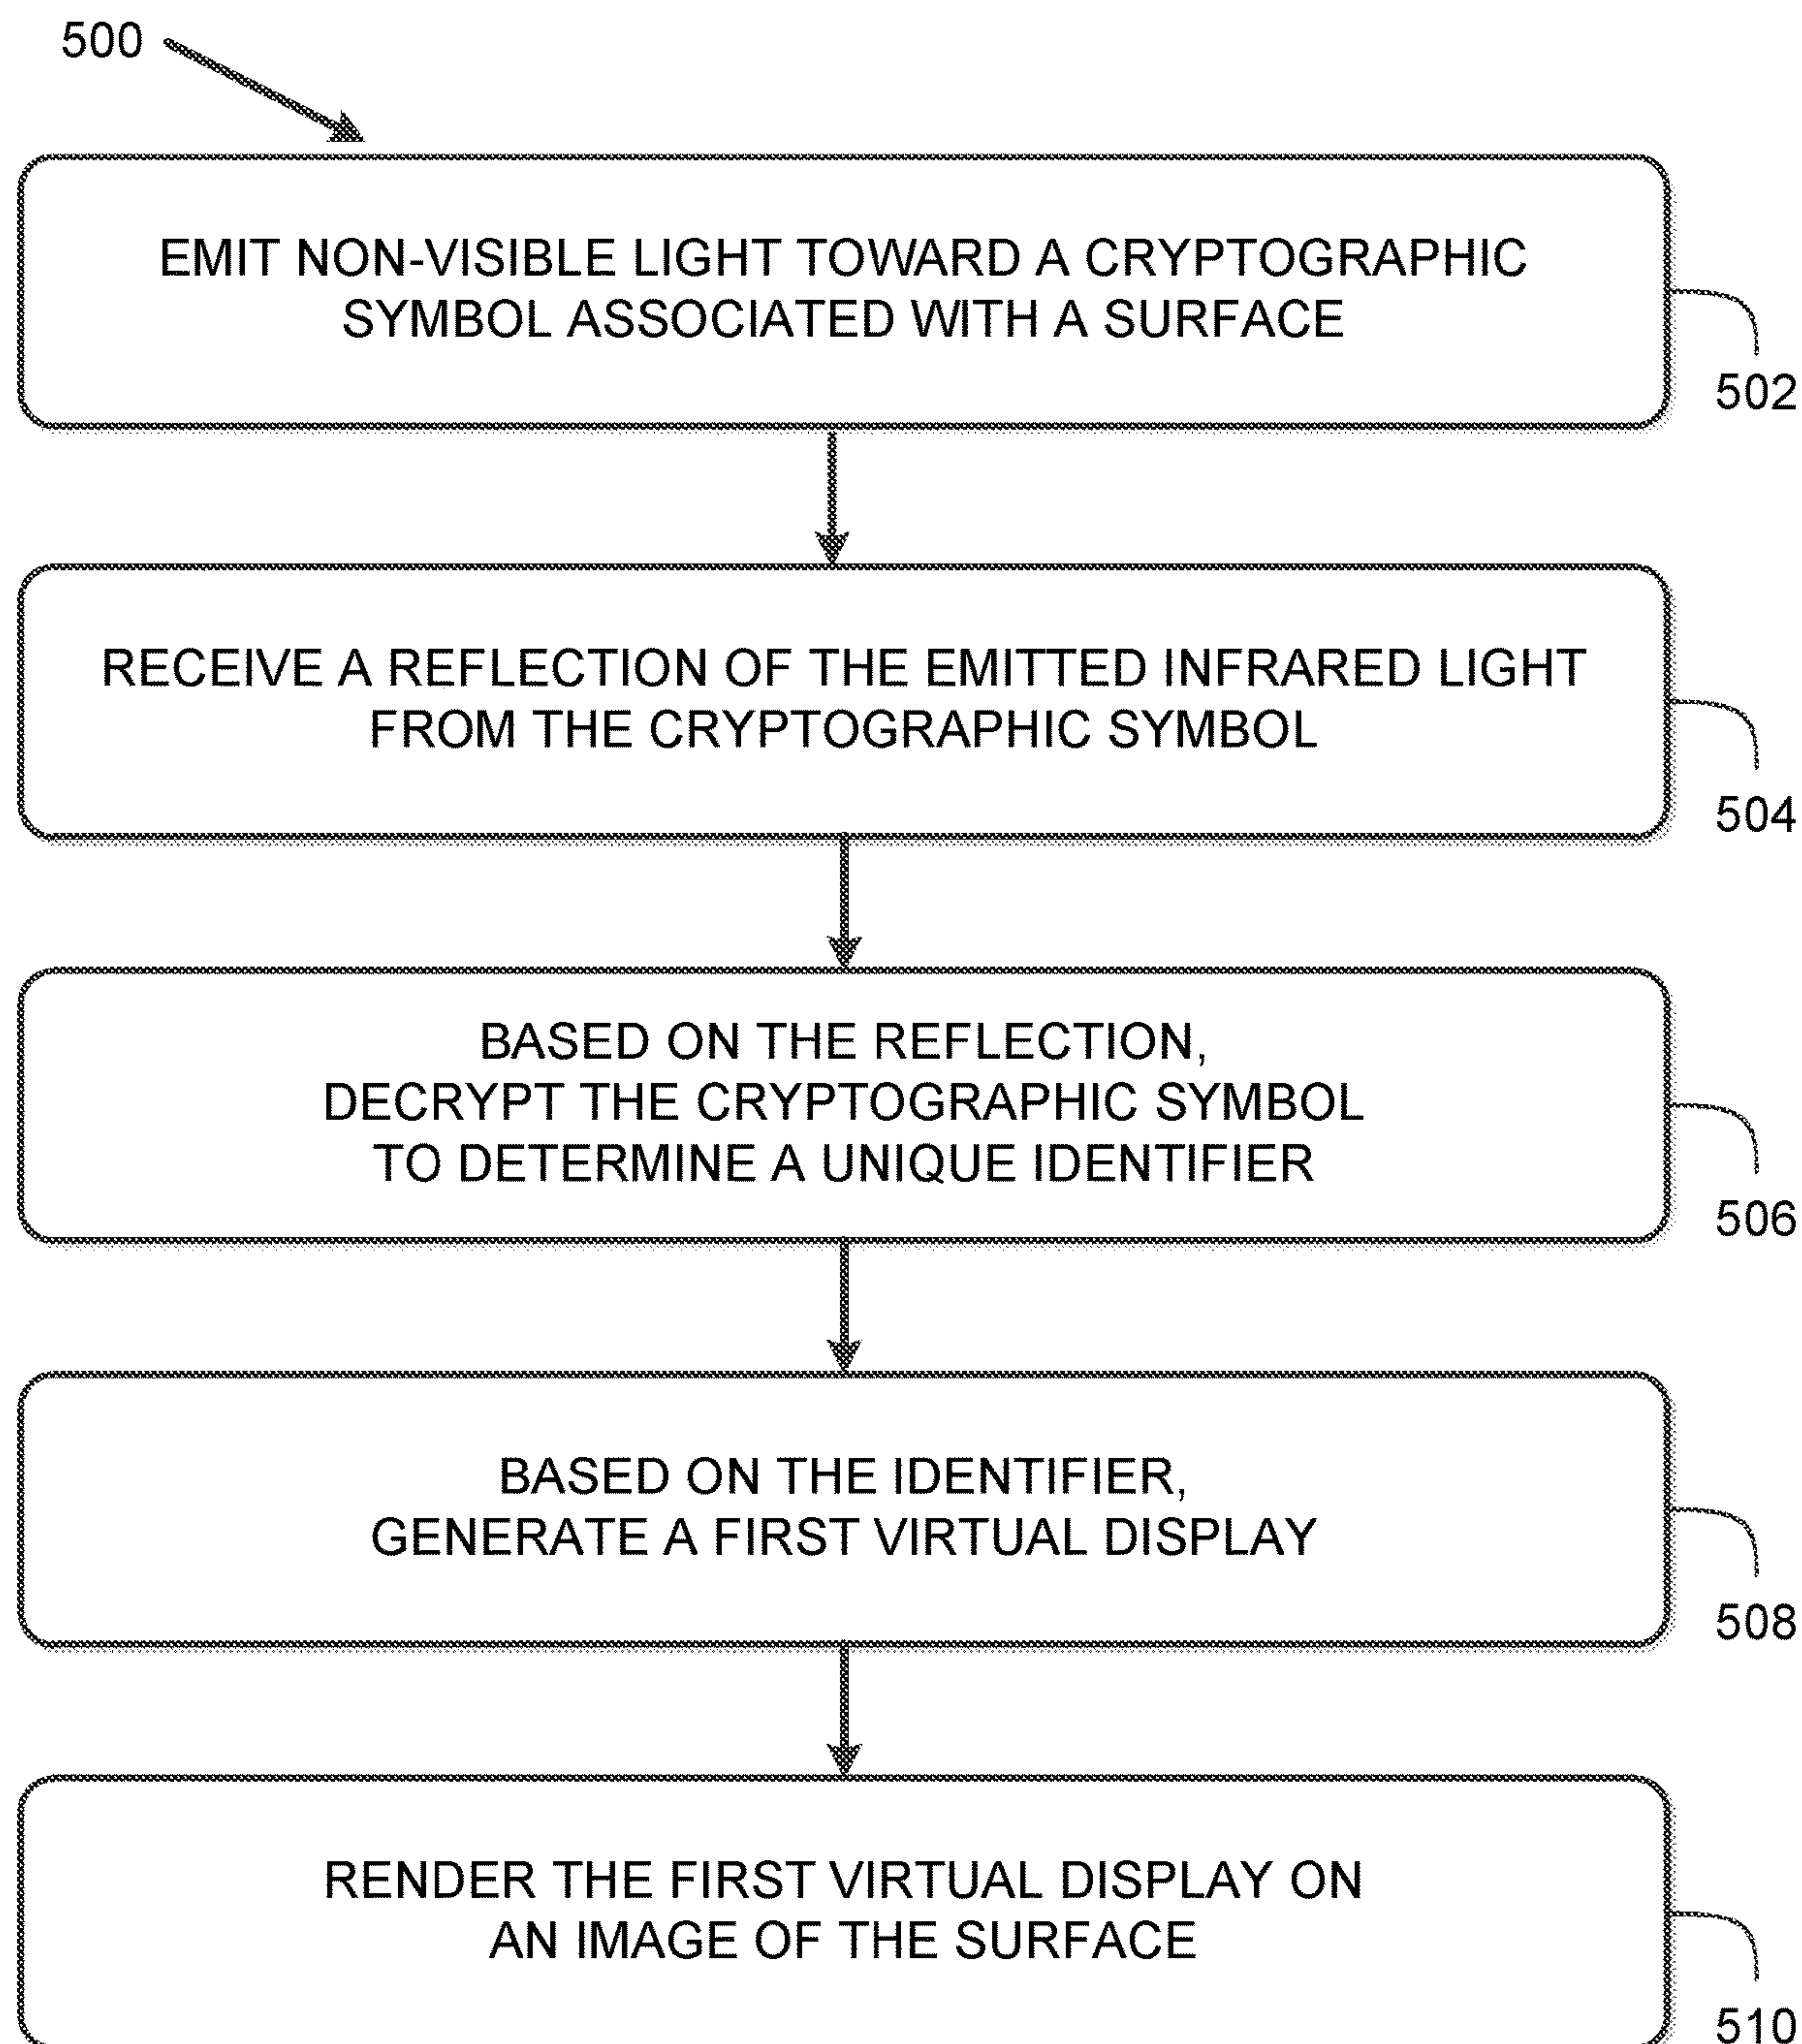 500
EMIT NON-VISIBLE LIGHT TOWARD A CRYPTOGRAPHIC
SYMBOL ASSOCIATED WITH A SURFACE
502
RECEIVE A REFLECTION OF THE EMITTED INFRARED LIGHT
FROM THE CRYPTOGRAPHIC SYMBOL
504
BASED ON THE REFLECTION,
DECRYPT THE CRYPTOGRAPHIC SYMBOL
TO DETERMINE A UNIQUE IDENTIFIER
506
BASED ON THE IDENTIFIER,
GENERATE A FIRST VIRTUAL DISPLAY
508
RENDER THE FIRST VIRTUAL DISPLAY ON
AN IMAGE OF THE SURFACE
510